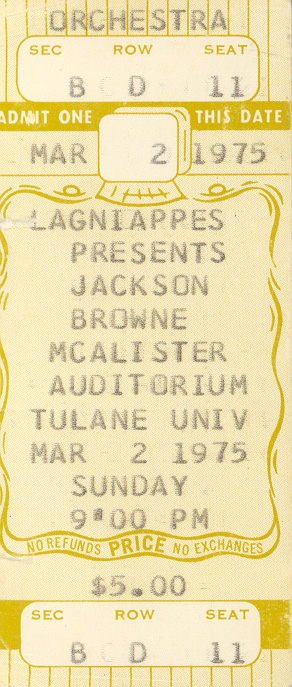 ORCHESTRA
SEC ROW SEAT
B D 11
ADMIT ONE THIS DATE
MAR 2 1975
LAGNIAPPES
PRESENTS
JACKSON
BROWNE
MCALISTER
AUDITORIUM
TULANE UNIV
MAR 2 1975
SUNDAY
9:00 PM
NO REFUNDS PRICE NO EXCHANGES
$5.00
SEC ROW SEAT
B D 11